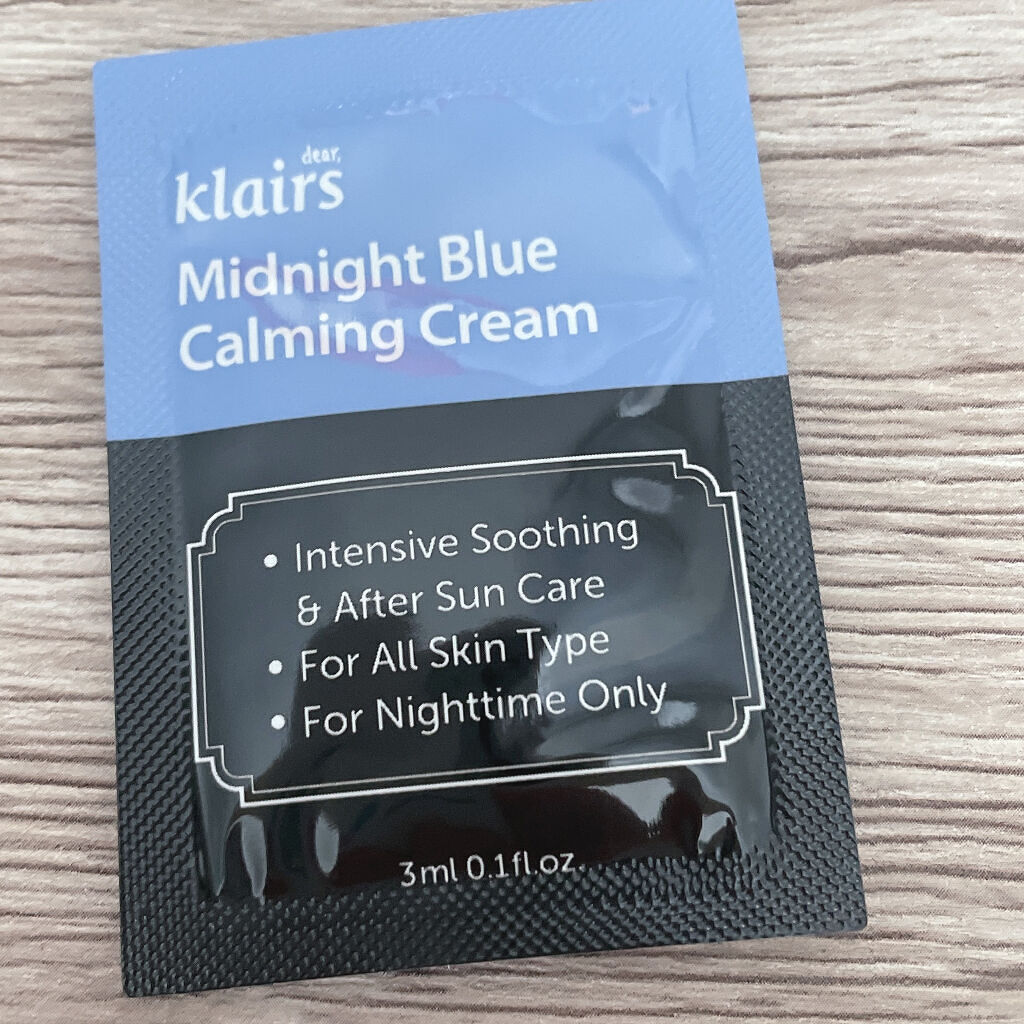 dear,
klairs
Midnight Blue
Calming Cream
• Intensive Soothing
& After Sun Care
• For All Skin Type
• For Nighttime Only
3ml 0.1fl.oz.